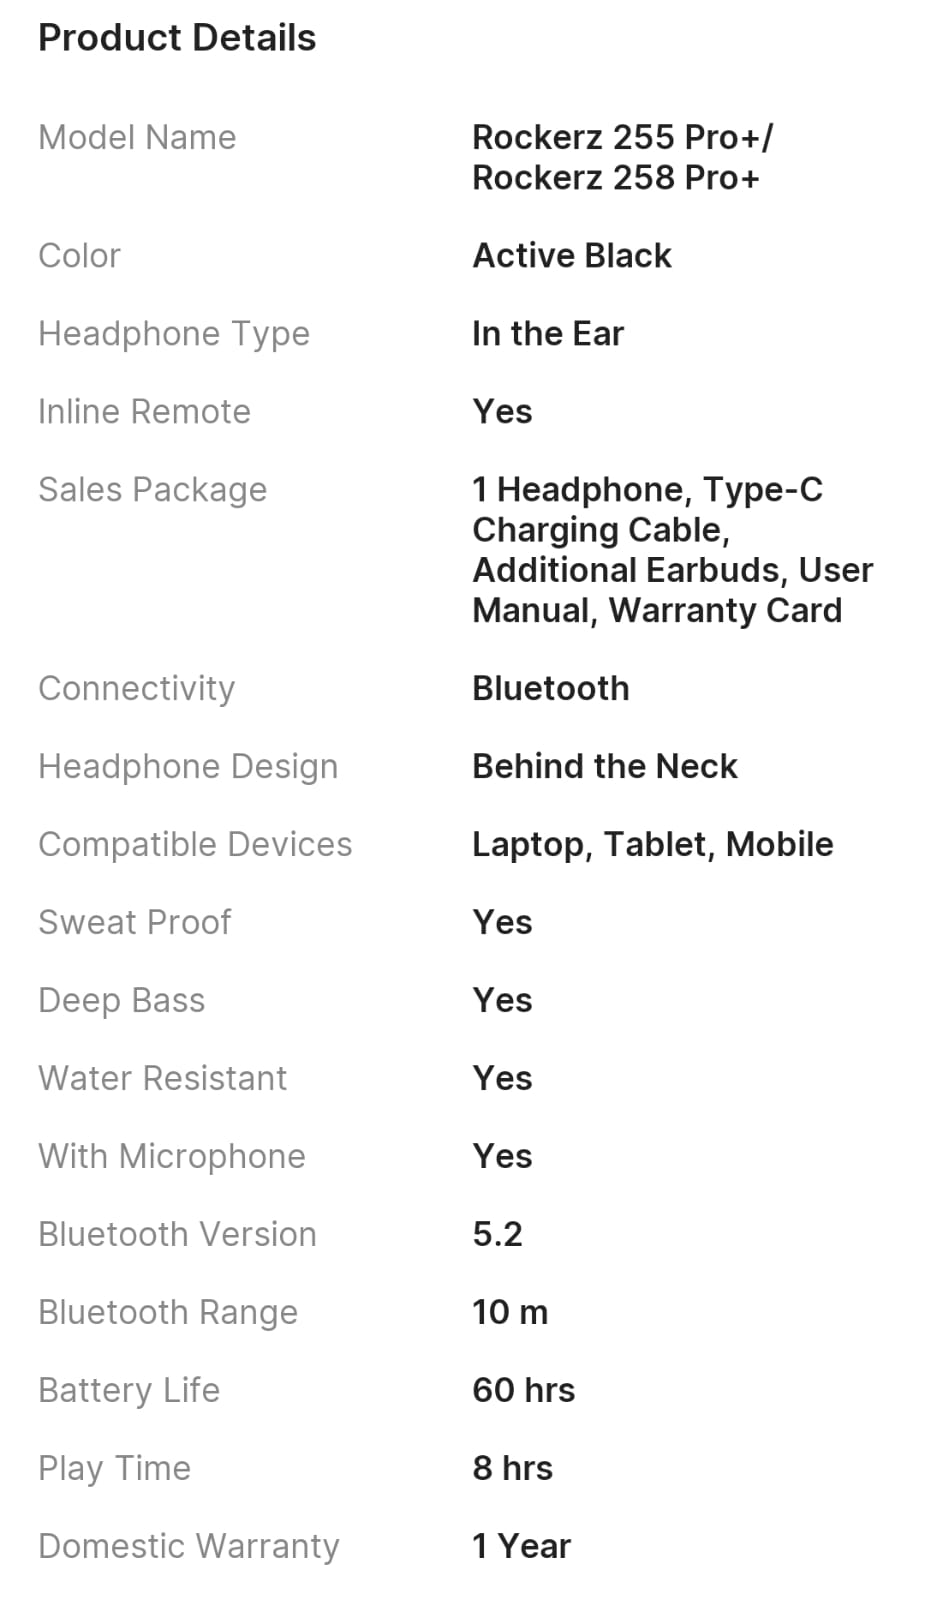 Product Details
Model Name
Rockerz 255 Pro+/
Rockerz 258 Pro+
Color
Active Black
Headphone Type
In the Ear
Inline Remote
Yes
Sales Package
1 Headphone, Type-C
Charging Cable,
Additional Earbuds, User
Manual, Warranty Card
Connectivity
Bluetooth
Headphone Design
Behind the Neck
Compatible Devices
Laptop, Tablet, Mobile
Sweat Proof
Yes
Deep Bass
Yes
Water Resistant
Yes
With Microphone
Yes
Bluetooth Version
5.2
Bluetooth Range
10 m
Battery Life
60 hrs
Play Time
8 hrs
Domestic Warranty
1 Year